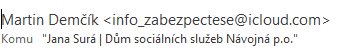 Martin Demčík <info_zabezpectese@icloud.com>
Komu "Jana Surá | Dům sociálních služeb Návojná p.o."